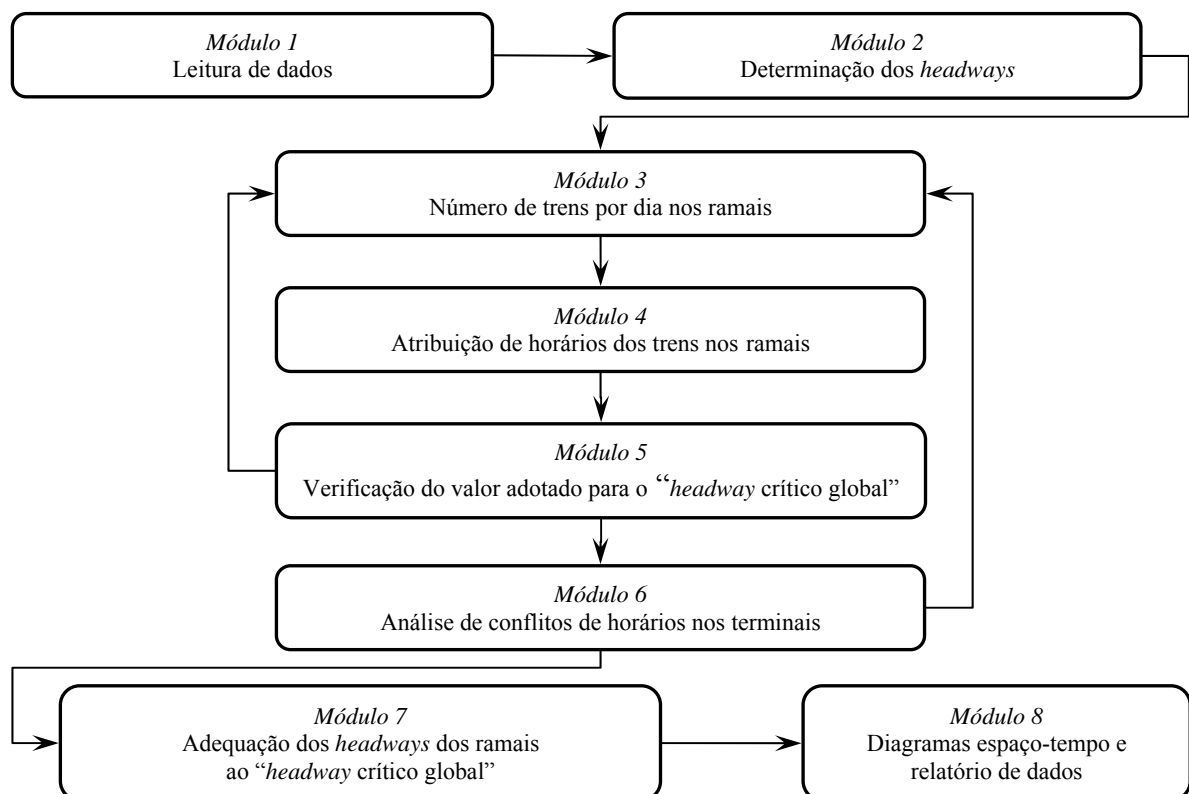 Módulo 1
Leitura de dados
Módulo 2
Determinação dos headways
Módulo 3
Número de trens por dia nos ramais
Módulo 4
Atribuição de horários dos trens nos ramais
Módulo 5
Verificação do valor adotado para o “headway crítico global”
Módulo 6
Análise de conflitos de horários nos terminais
Módulo 7
Adequação dos headways dos ramais
ao “headway crítico global”
Módulo 8
Diagramas espaço-tempo e
relatório de dados